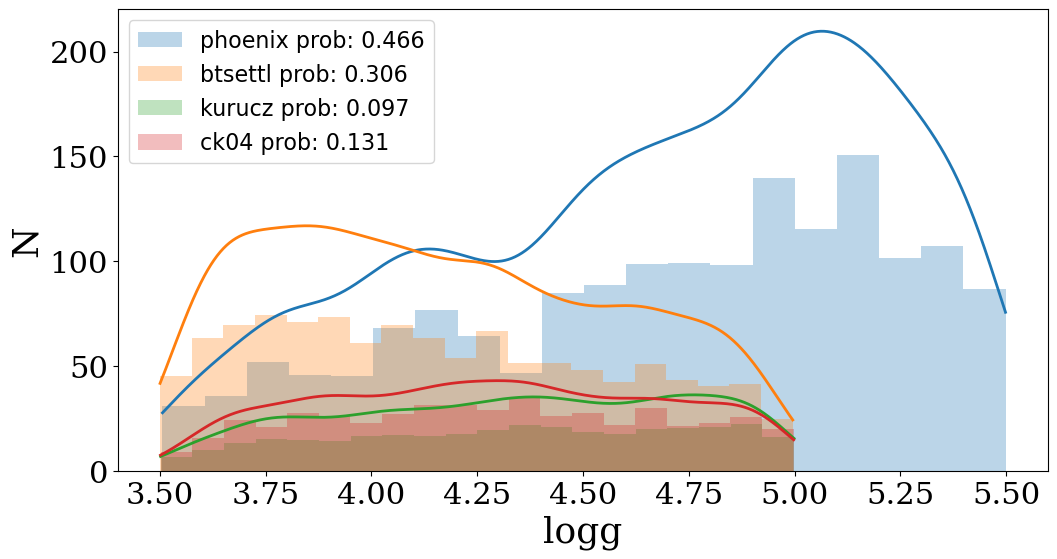 phoenix prob: 0.466
btsettl prob: 0.306
kurucz prob: 0.097
ck04 prob: 0.131
N
200
150
100
50
0
3.50 3.75 4.00 4.25 4.50 4.75 5.00 5.25 5.50
logg